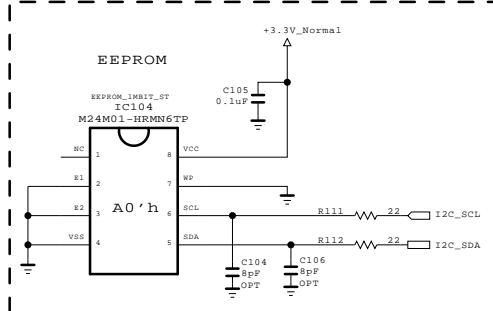 +3.3V_Normal
EEPROM
C105
0.1uF
EEPROM_1MBIT_ST
IC104
M24M01-HRMN6TP
NC
1
8
VCC
E1
2
7
WP
A0'h
E2
3
6
SCL
R111
22
I2C_SCL
VSS
4
5
SDA
R112
22
I2C_SDA
C104
8pF
OPT
C106
8pF
OPT